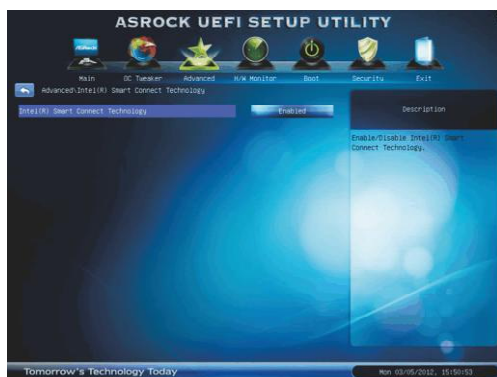 ASROCK UEFI SETUP UTILITY
Main OC Tweaker Advanced H/W Monitor Boot Security Exit
Advanced\Intel(R) Smart Connect Technology
Intel(R) Smart Connect Technology Enabled
Description
Enable/Disable Intel(R) Smart
Connect Technology.
Tomorrow's Technology Today
Mon 03/05/2012, 15:50:53